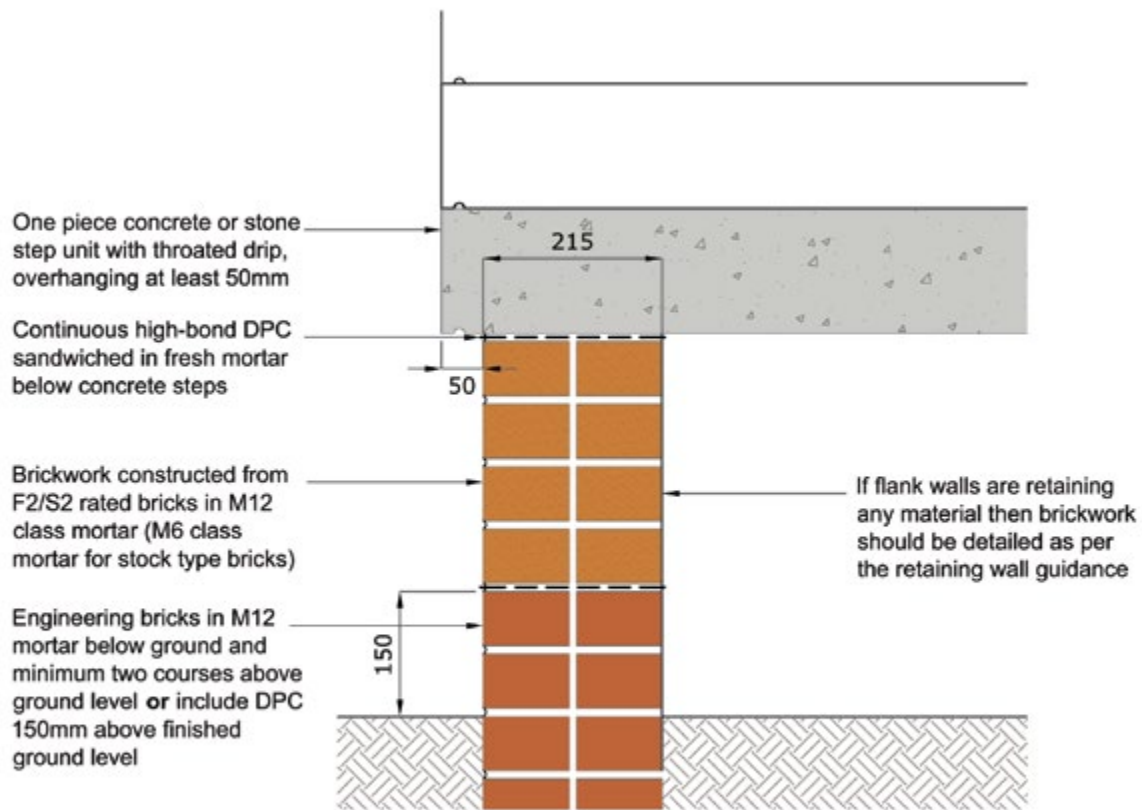 One piece concrete or stone
step unit with throated drip,
overhanging at least 50mm
215
Continuous high-bond DPC
sandwiched in fresh mortar
below concrete steps
50
Brickwork constructed from
F2/S2 rated bricks in M12
class mortar (M6 class
mortar for stock type bricks)
If flank walls are retaining
any material then brickwork
should be detailed as per
the retaining wall guidance
Engineering bricks in M12
mortar below ground and
minimum two courses above
ground level or include DPC
150mm above finished
ground level
150